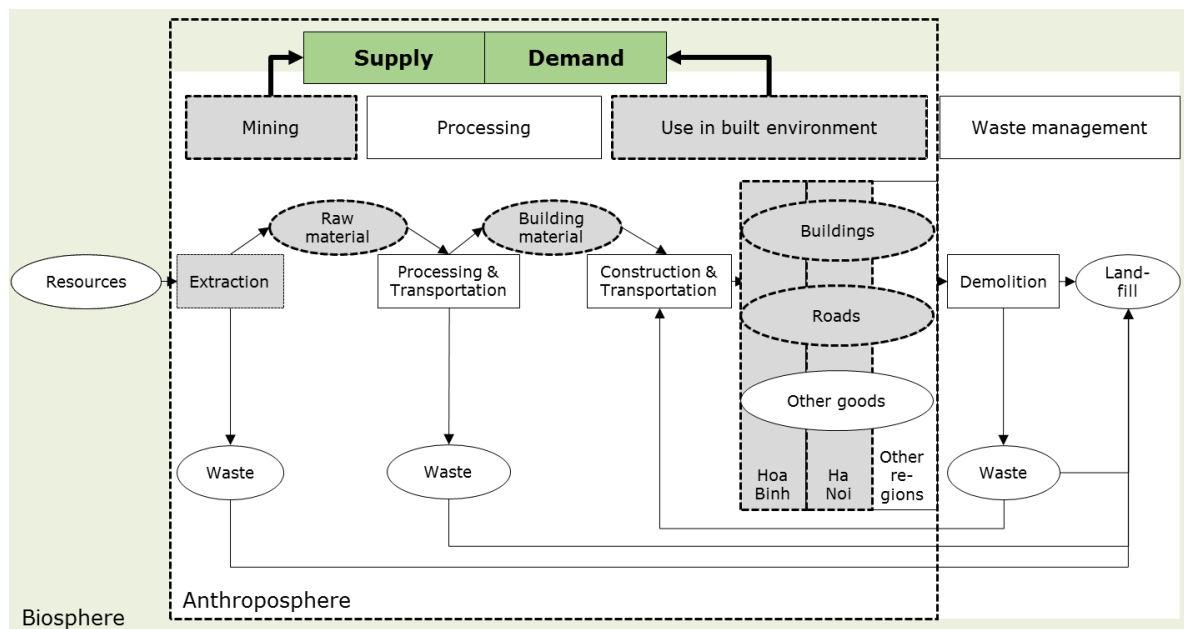 Supply
Demand
Mining
Processing
Use in built environment
Waste management
Raw
material
Building
material
Buildings
Resources
Extraction
Processing &
Transportation
Construction &
Transportation
Demolition
Land-
fill
Roads
Other goods
Waste
Waste
Hoa
Binh
Ha
Noi
Other
re-
gions
Waste
Anthroposphere
Biosphere